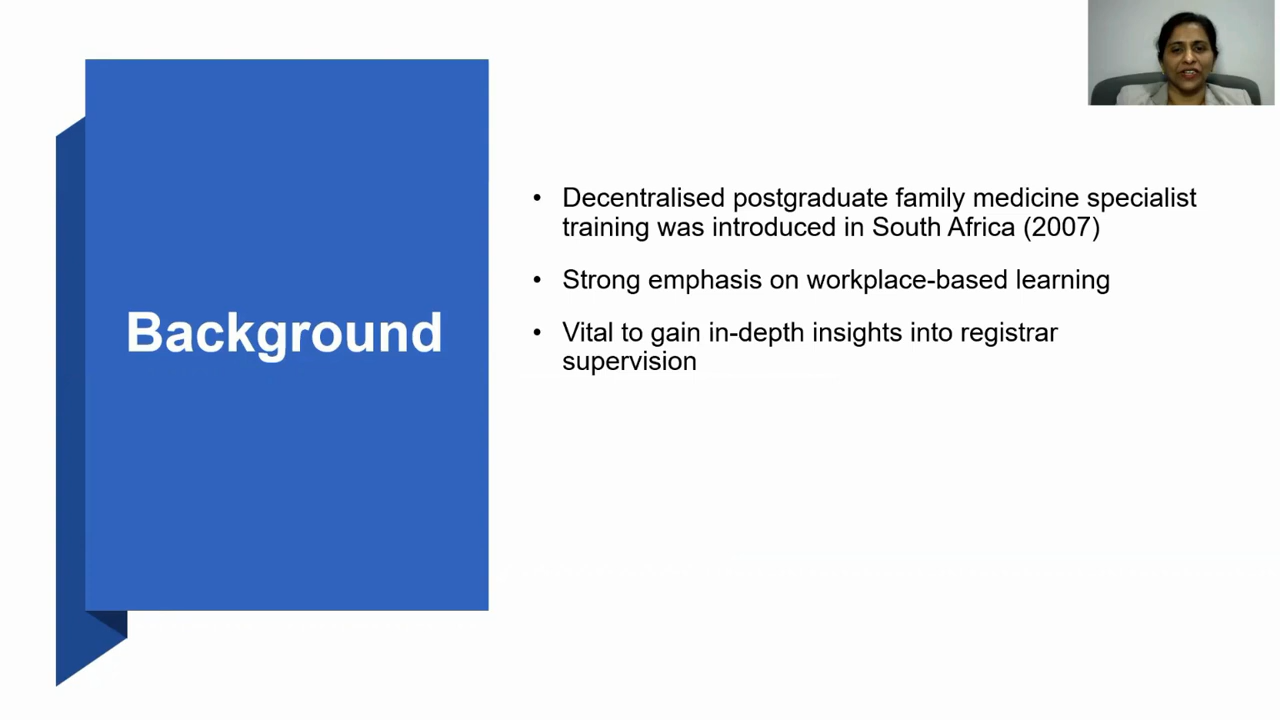 Background
• Decentralised postgraduate family medicine specialist
training was introduced in South Africa (2007)
• Strong emphasis on workplace-based learning
• Vital to gain in-depth insights into registrar
supervision